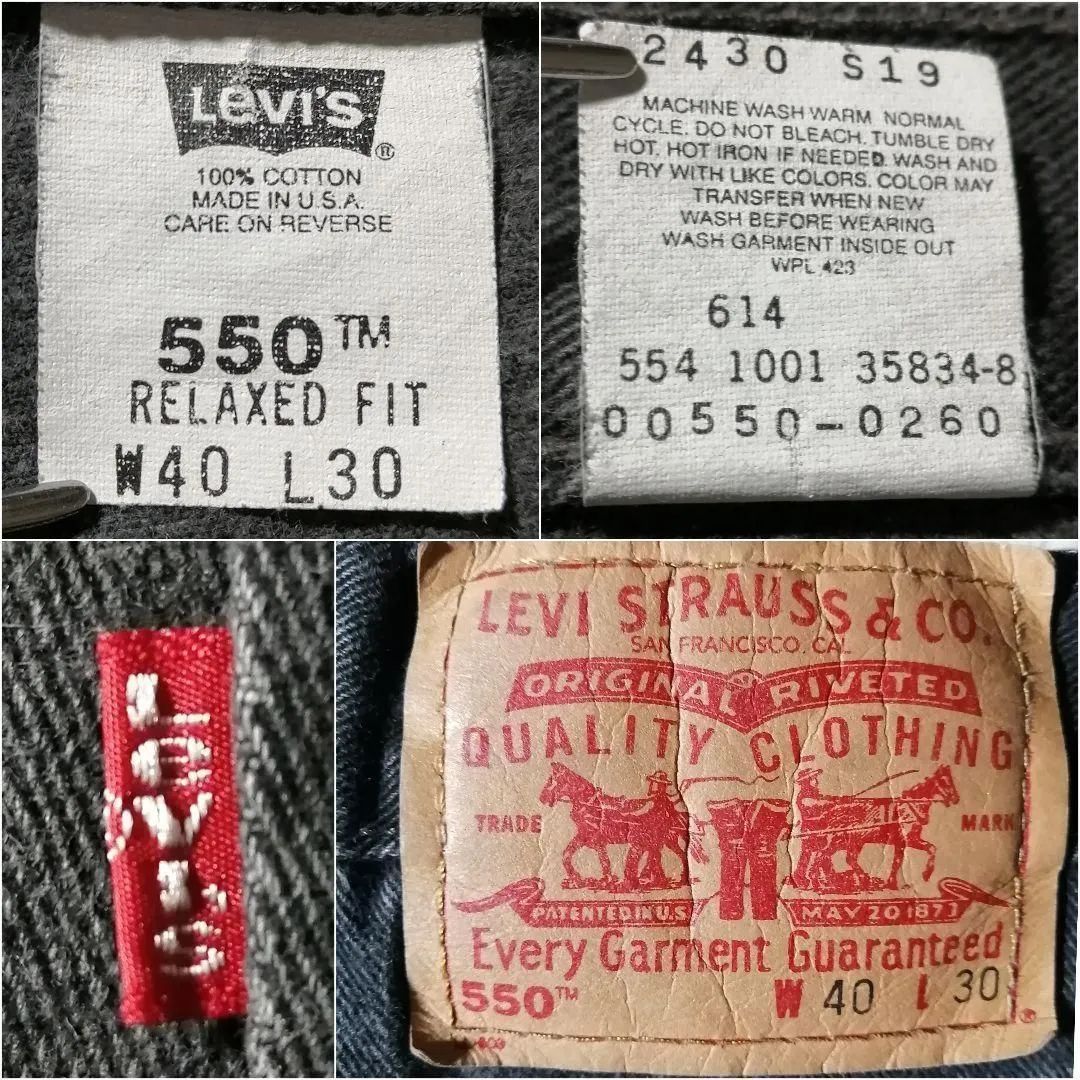 Levi's
®
100% COTTON
MADE IN U.S.A.
CARE ON REVERSE
550™
RELAXED FIT
W40 L30
2430 S19
MACHINE WASH WARM NORMAL
CYCLE. DO NOT BLEACH. TUMBLE DRY
HOT. HOT IRON IF NEEDED. WASH AND
DRY WITH LIKE COLORS. COLOR MAY
TRANSFER WHEN NEW
WASH BEFORE WEARING
WASH GARMENT INSIDE OUT
WPL 423
614
554 1001 35834-8
00550-0260
LEVI'S
LEVI STRAUSS & CO.
SAN FRANCISCO, CAL
ORIGINAL RIVETED
QUALITY CLOTHING
TRADE MARK
PATENTED IN U.S. MAY 20 1873
Every Garment Guaranteed
550™ W 40 L 30
®